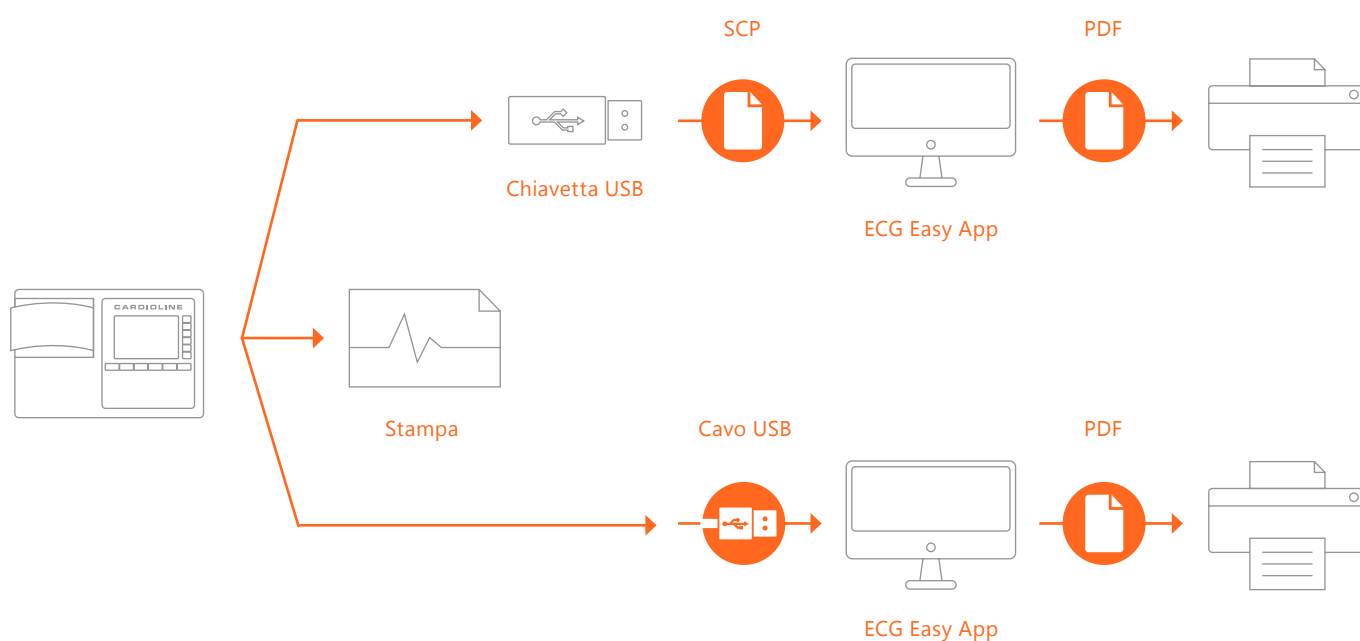 SCP
PDF
Chiavetta USB
ECG Easy App
CARDIOLINE
Stampa
Cavo USB
PDF
ECG Easy App